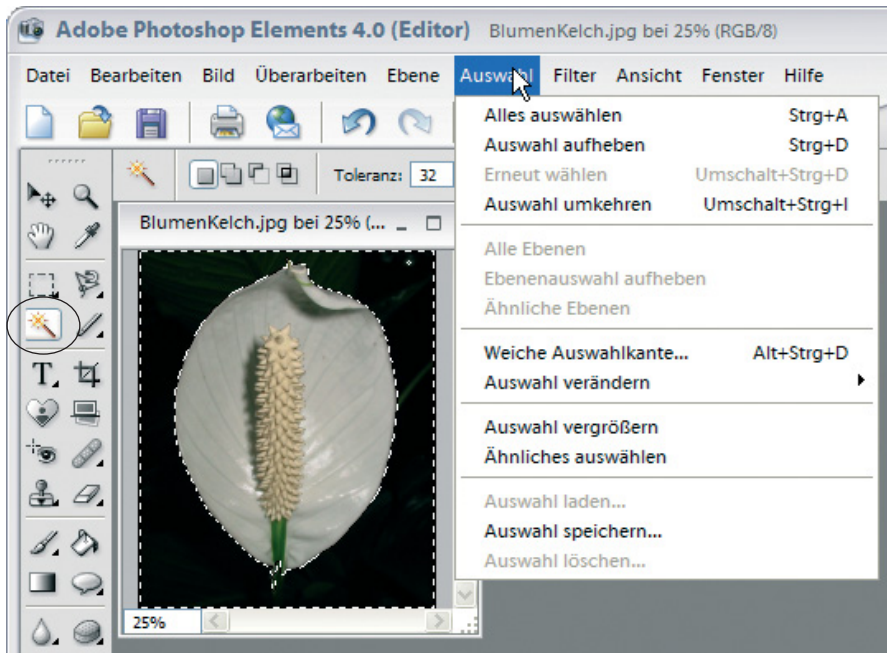 Adobe Photoshop Elements 4.0 (Editor) BlumenKelch.jpg bei 25% (RGB/8)
Datei Bearbeiten Bild Überarbeiten Ebene Auswahl Filter Ansicht Fenster Hilfe
Toleranz: 32
BlumenKelch.jpg bei 25% (...
Alles auswählen Strg+A
Auswahl aufheben Strg+D
Erneut wählen Umschalt+Strg+D
Auswahl umkehren Umschalt+Strg+I
Alle Ebenen
Ebenenauswahl aufheben
Ähnliche Ebenen
Weiche Auswahlkante... Alt+Strg+D
Auswahl verändern
Auswahl vergrößern
Ähnliches auswählen
Auswahl laden...
Auswahl speichern...
Auswahl löschen...
T
25%